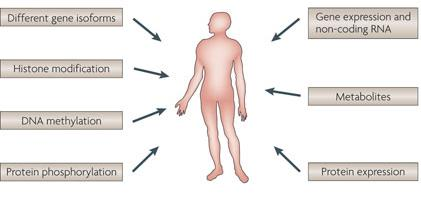 Different gene isoforms
Histone modification
DNA methylation
Protein phosphorylation
Gene expression and
non-coding RNA
Metabolites
Protein expression